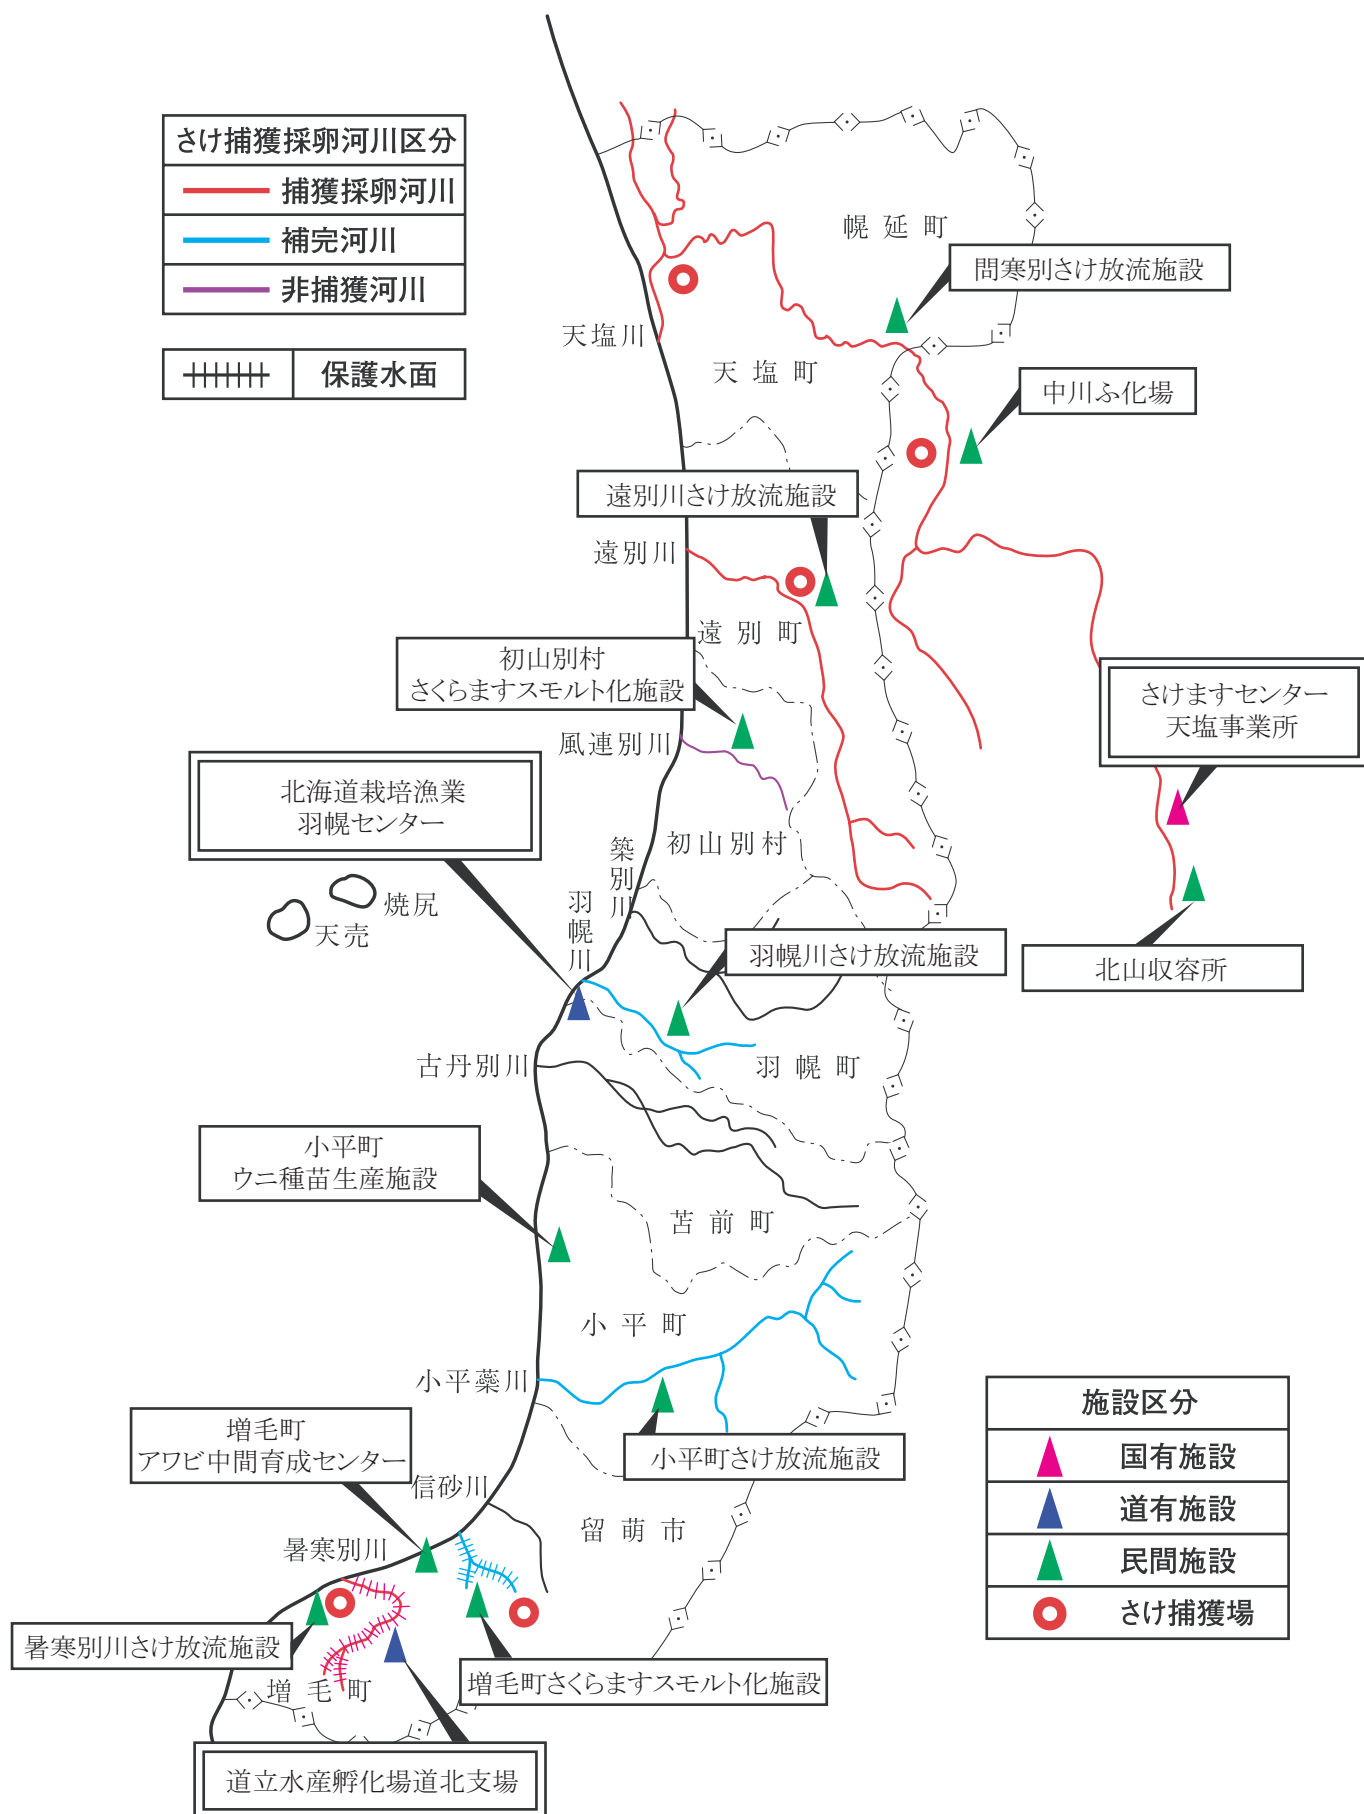 さけ捕獲採卵河川区分
捕獲採卵河川
補完河川
非捕獲河川
保護水面
幌延町
問寒別さけ放流施設
天塩川
天塩町
中川ふ化場
遠別川さけ放流施設
遠別川
遠別町
初山別村
さくらますスモルト化施設
さけますセンター
天塩事業所
風連別川
北海道栽培漁業
羽幌センター
初山別村
築別川
羽幌川
焼尻
天売
羽幌川さけ放流施設
北山収容所
古丹別川
羽幌町
小平町
ウニ種苗生産施設
苫前町
小平町
小平蘂川
施設区分
国有施設
道有施設
民間施設
さけ捕獲場
増毛町
アワビ中間育成センター
小平町さけ放流施設
信砂川
留萌市
暑寒別川
暑寒別川さけ放流施設
増毛町さくらますスモルト化施設
増毛町
道立水産孵化場道北支場